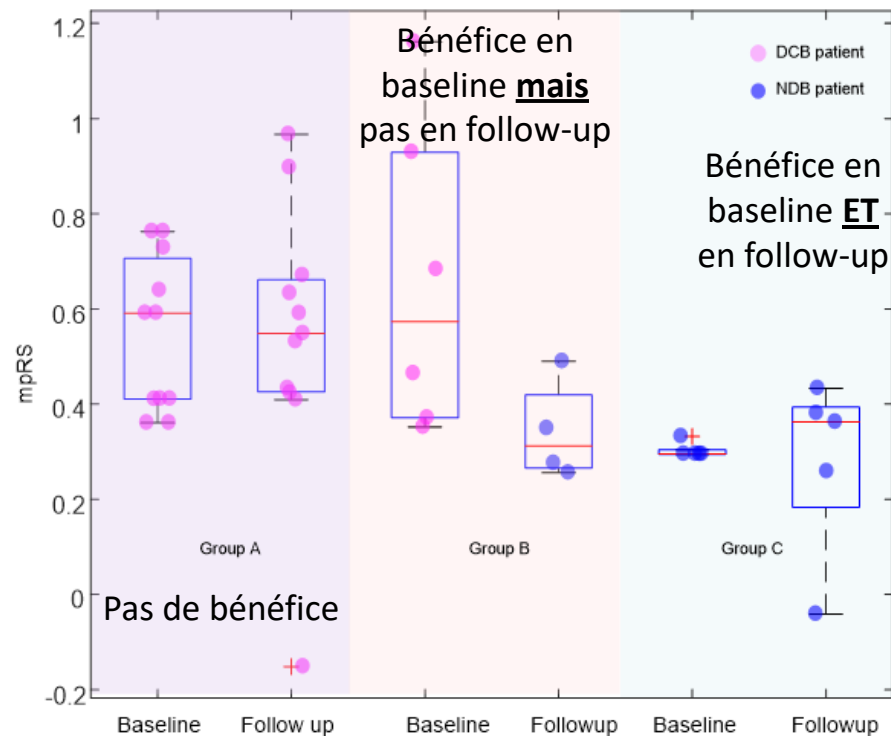 1.2
1
0.8
0.6
0.4
0.2
0
-0.2
mpRS
Bénéfice en
baseline mais
pas en follow-up
DCB patient
NDB patient
Bénéfice en
baseline ET
en follow-up
Group A
Group B
Group C
Pas de bénéfice
Baseline
Follow up
Baseline
Followup
Baseline
Followup